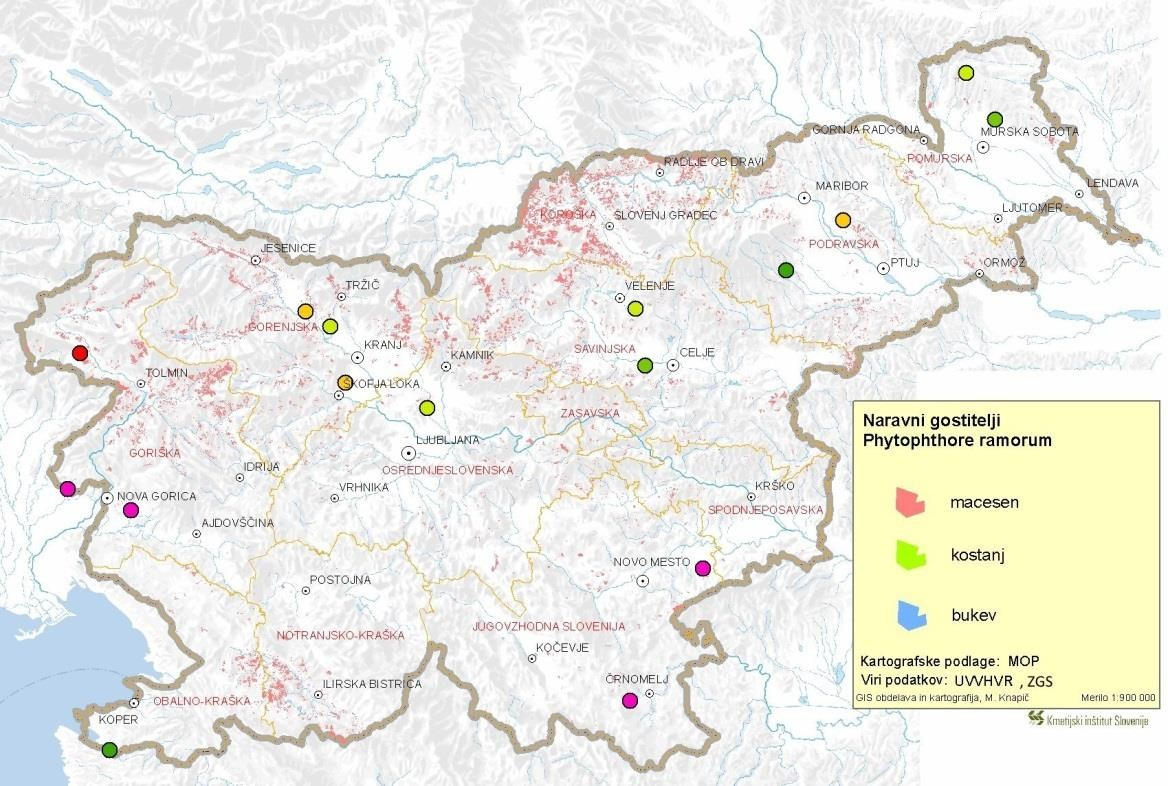 GORNJA RADGONA
MURSKA SOBOTA
POMURSKA
RADLJE OB DRAVI
MARIBOR
LENDAVA
LJUTOMER
KOROŠKA
SLOVENJ GRADEC
PODRAVSKA
JESENICE
PTUJ
ORMOŽ
TRŽIČ
VELENJE
GORENJSKA
KRANJ
KAMNIK
SAVINJSKA
CELJE
TOLMIN
ŠKOFJA LOKA
ZASAVSKA
LJUBLJANA
GORIŠKA
IDRIJA
OSREDNJESLOVENSKA
VRHNIKA
KRŠKO
NOVA GORICA
SPODNJEPOSAVSKA
AJDOVŠČINA
NOVO MESTO
POSTOJNA
JUGOVZHODNA SLOVENIJA
NOTRANJSKO-KRAŠKA
KOČEVJE
ČRNOMELJ
ILIRSKA BISTRICA
OBALNO-KRAŠKA
KOPER
Naravni gostitelji
Phytophthore ramorum
macesen
kostanj
bukev
Kartografske podlage: MOP
Viri podatkov: UVHVVR , ZGS
GIS obdelava in kartografija, M. Knapič Merilo 1:900 000
Kmetijski inštitut Slovenije